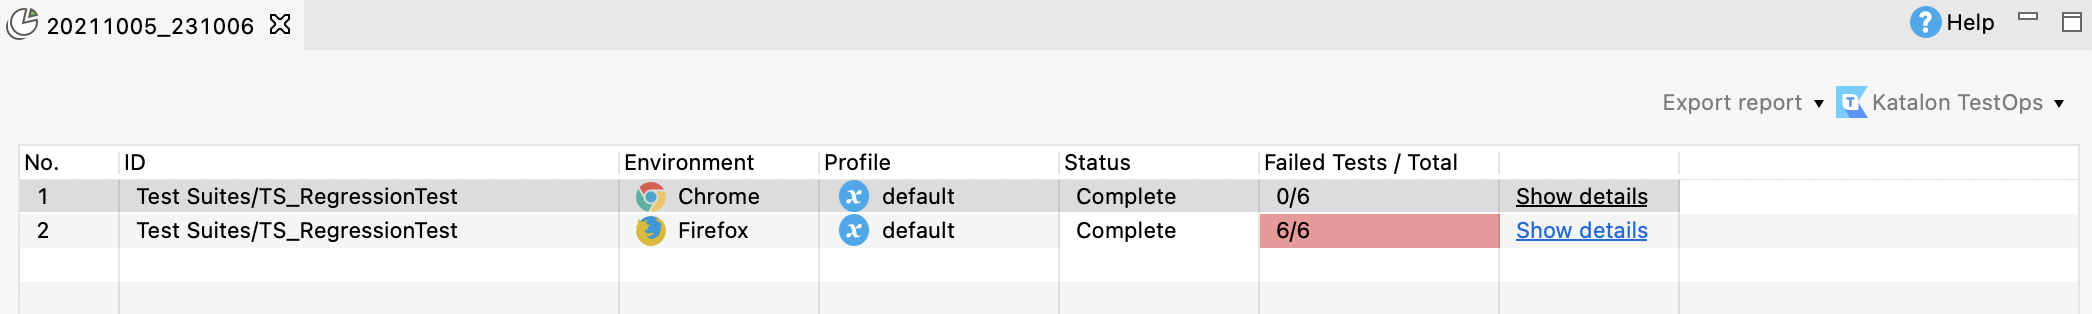 20211005_231006 Help
Export report Katalon TestOps
No. ID Environment Profile Status Failed Tests / Total
1 Test Suites/TS_RegressionTest Chrome x default Complete 0/6 Show details
2 Test Suites/TS_RegressionTest Firefox x default Complete 6/6 Show details